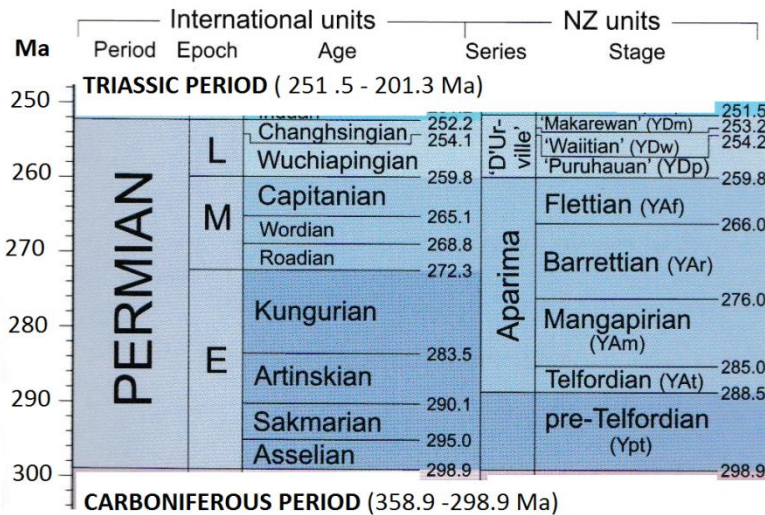 International units NZ units
Ma Period Epoch Age Series Stage
TRIASSIC PERIOD ( 251 .5 - 201.3 Ma)
250
260
270
280
290
300
PERMIAN
L
M
E
252.2
Changhsingian
254.1
Wuchiapingian
259.8
Capitanian
265.1
Wordian
268.8
Roadian
272.3
Kungurian
283.5
Artinskian
290.1
Sakmarian
295.0
Asselian
298.9
'D'Ur-
ville'
Aparima
251.5
'Makarewan' (YDm)
253.2
'Waiitian' (YDw)
254.2
'Puruhauan' (YDp)
259.8
Flettian (YAf)
266.0
Barrettian (YAr)
276.0
Mangapirian
(YAm)
285.0
Telfordian (YAt)
288.5
pre-Telfordian
(Ypt)
298.9
CARBONIFEROUS PERIOD (358.9 -298.9 Ma)